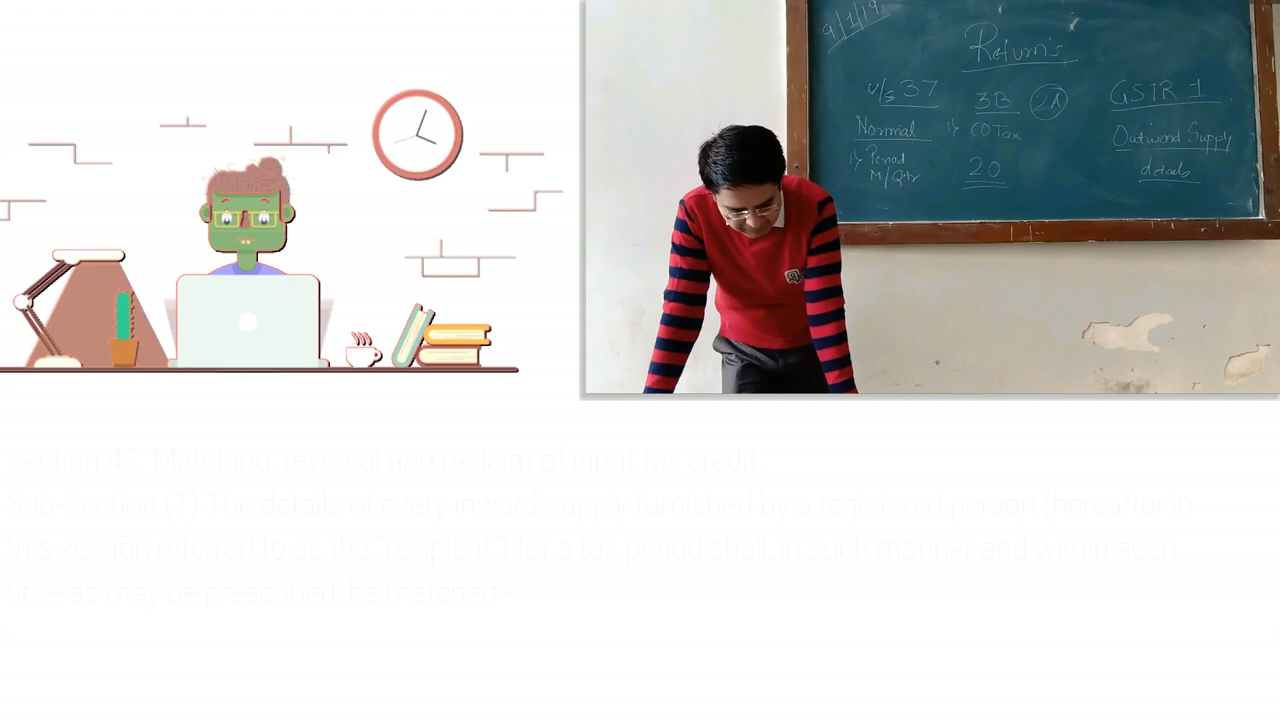 9/1/19
Return's
u/s 37
3B
2A
GSTR 1
Normal
1) COTax
Outward Supply
1) Period
M/Qtr
20
details
Section 42, Matching, reversal and reclaim of input tax credit.
Sub-Section (1) The details of every inward supply furnished by a registered person (hereafter in
this section referred to as the "recipient") for a tax period shall, in such manner and within such
time as may be prescribed, be matched––